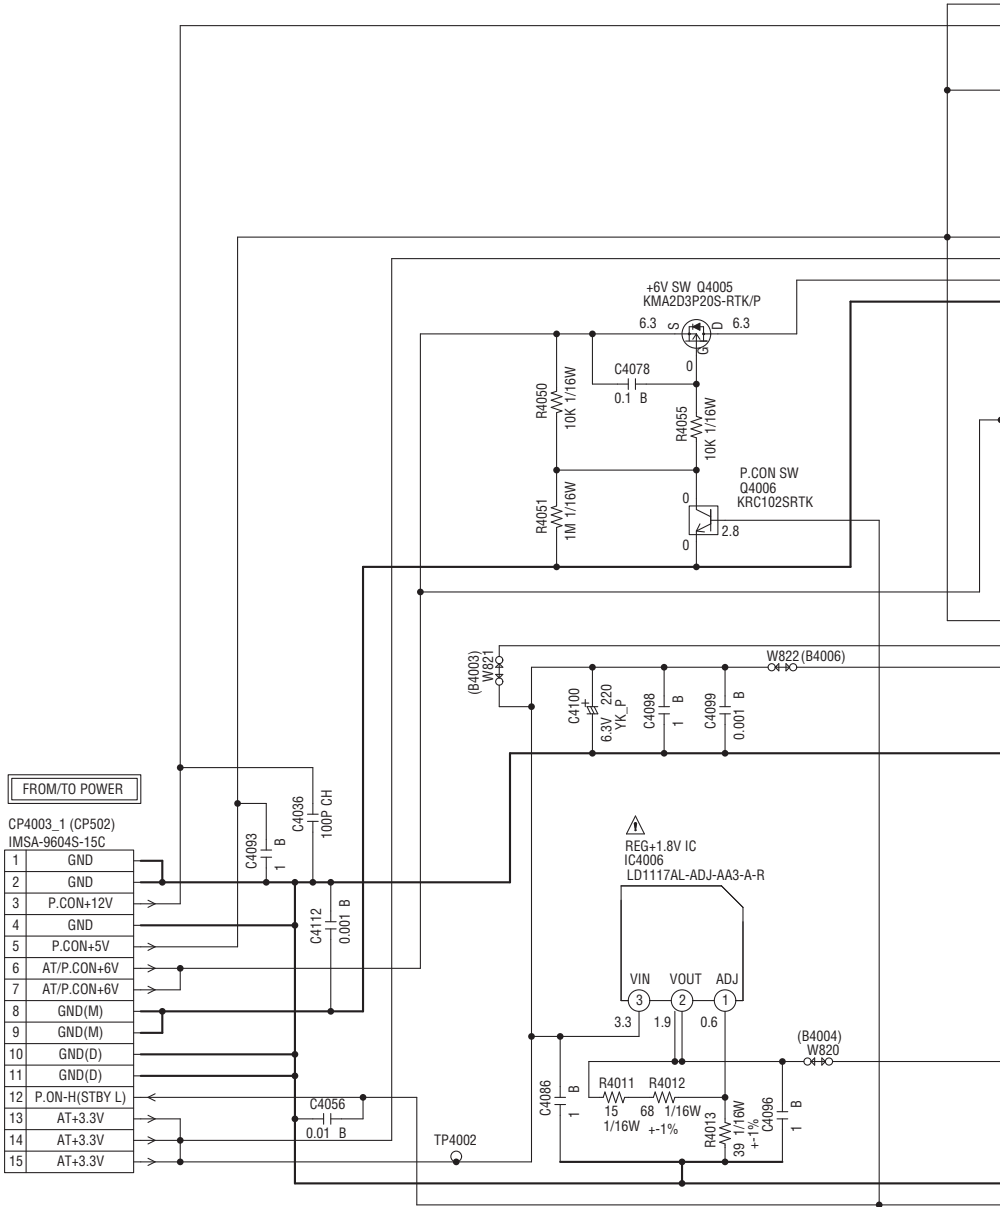 +6V SW Q4005
KMA2D3P20S-RTK/P
6.3 S D 6.3
G
0
C4078
0.1 B
R4050
10K 1/16W
R4055
10K 1/16W
R4051
1M 1/16W
P.CON SW
Q4006
KRC102SRTK
0
2.8
0
(B4003)
W821
W822(B4006)
C4100
+
6.3V 220
YK_P
C4098
1 B
C4099
0.001 B
FROM/TO POWER
CP4003_1 (CP502)
IMSA-9604S-15C
1 GND
2 GND
3 P.CON+12V
4 GND
5 P.CON+5V
6 AT/P.CON+6V
7 AT/P.CON+6V
8 GND(M)
9 GND(M)
10 GND(D)
11 GND(D)
12 P.ON-H(STBY L)
13 AT+3.3V
14 AT+3.3V
15 AT+3.3V
C4093
1 B
C4036
100P CH
C4112
0.001 B
C4056
0.01 B
TP4002
REG+1.8V IC
IC4006
LD1117AL-ADJ-AA3-A-R
VIN VOUT ADJ
3 2 1
3.3 1.9 0.6
(B4004)
W820
C4086
1 B
R4011
15
1/16W
R4012
68 1/16W
+-1%
R4013
39 1/16W
+-1%
C4096
1 B